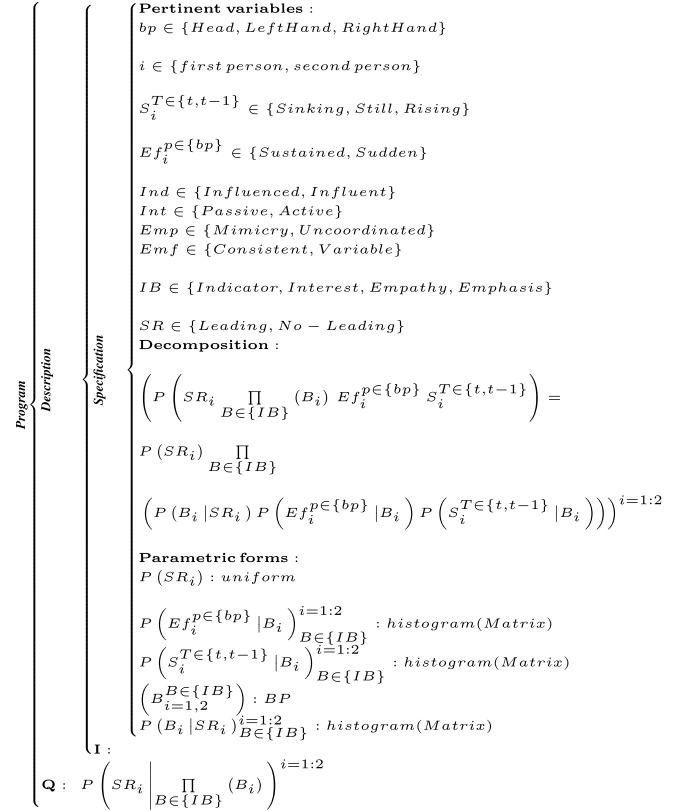 Program
Description
Specification
Pertinent variables :
bp ∈ {Head, LeftHand, RightHand}
i ∈ {first person, second person}
S_i^{T∈{t,t−1}} ∈ {Sinking, Still, Rising}
Ef_i^{p∈{bp}} ∈ {Sustained, Sudden}
Ind ∈ {Influenced, Influent}
Int ∈ {Passive, Active}
Emp ∈ {Mimicry, Uncoordinated}
Emf ∈ {Consistent, Variable}
IB ∈ {Indicator, Interest, Empathy, Emphasis}
SR ∈ {Leading, No − Leading}
Decomposition :
(P (SR_i ∏_{B∈{IB}} (B_i) Ef_i^{p∈{bp}} S_i^{T∈{t,t−1}})) =
P (SR_i) ∏_{B∈{IB}}
(P (B_i |SR_i ) P (Ef_i^{p∈{bp}} |B_i ) P (S_i^{T∈{t,t−1}} |B_i )))^{i=1:2}
Parametric forms :
P (SR_i) : uniform
P (Ef_i^{p∈{bp}} |B_i )_{B∈{IB}}^{i=1:2} : histogram(Matrix)
P (S_i^{T∈{t,t−1}} |B_i )_{B∈{IB}}^{i=1:2} : histogram(Matrix)
(B_{i=1,2}^{B∈{IB}}) : BP
P (B_i |SR_i )_{B∈{IB}}^{i=1:2} : histogram(Matrix)
I :
Q : P (SR_i | ∏_{B∈{IB}} (B_i) )^{i=1:2}